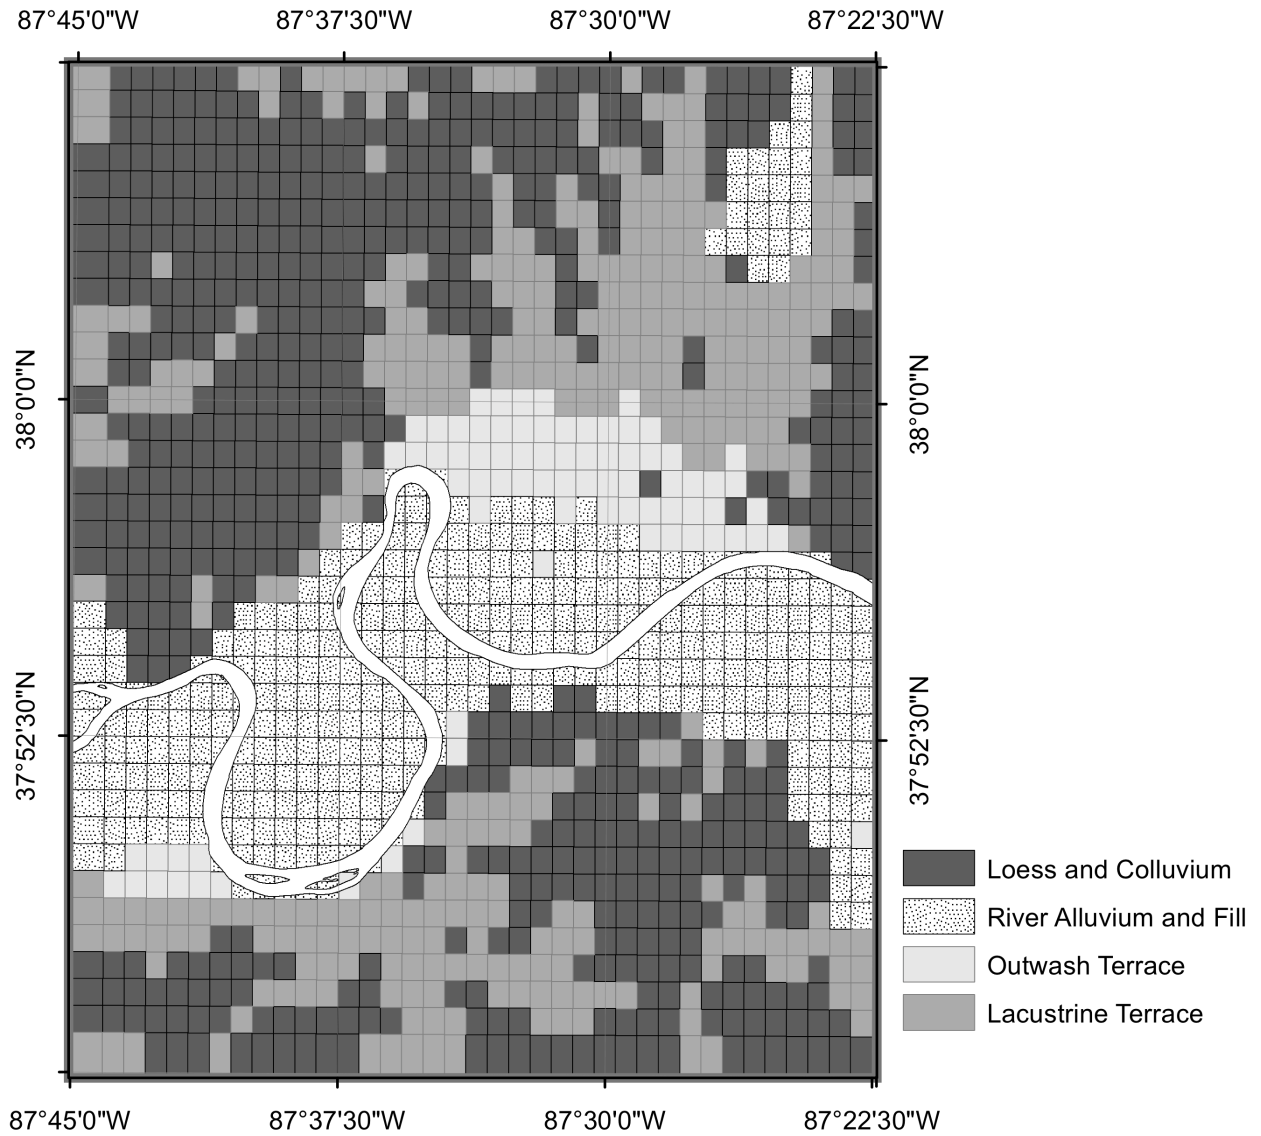 87°45'0"W 87°37'30"W 87°30'0"W 87°22'30"W
38°0'0"N 38°0'0"N
37°52'30"N 37°52'30"N
Loess and Colluvium
River Alluvium and Fill
Outwash Terrace
Lacustrine Terrace
87°45'0"W 87°37'30"W 87°30'0"W 87°22'30"W